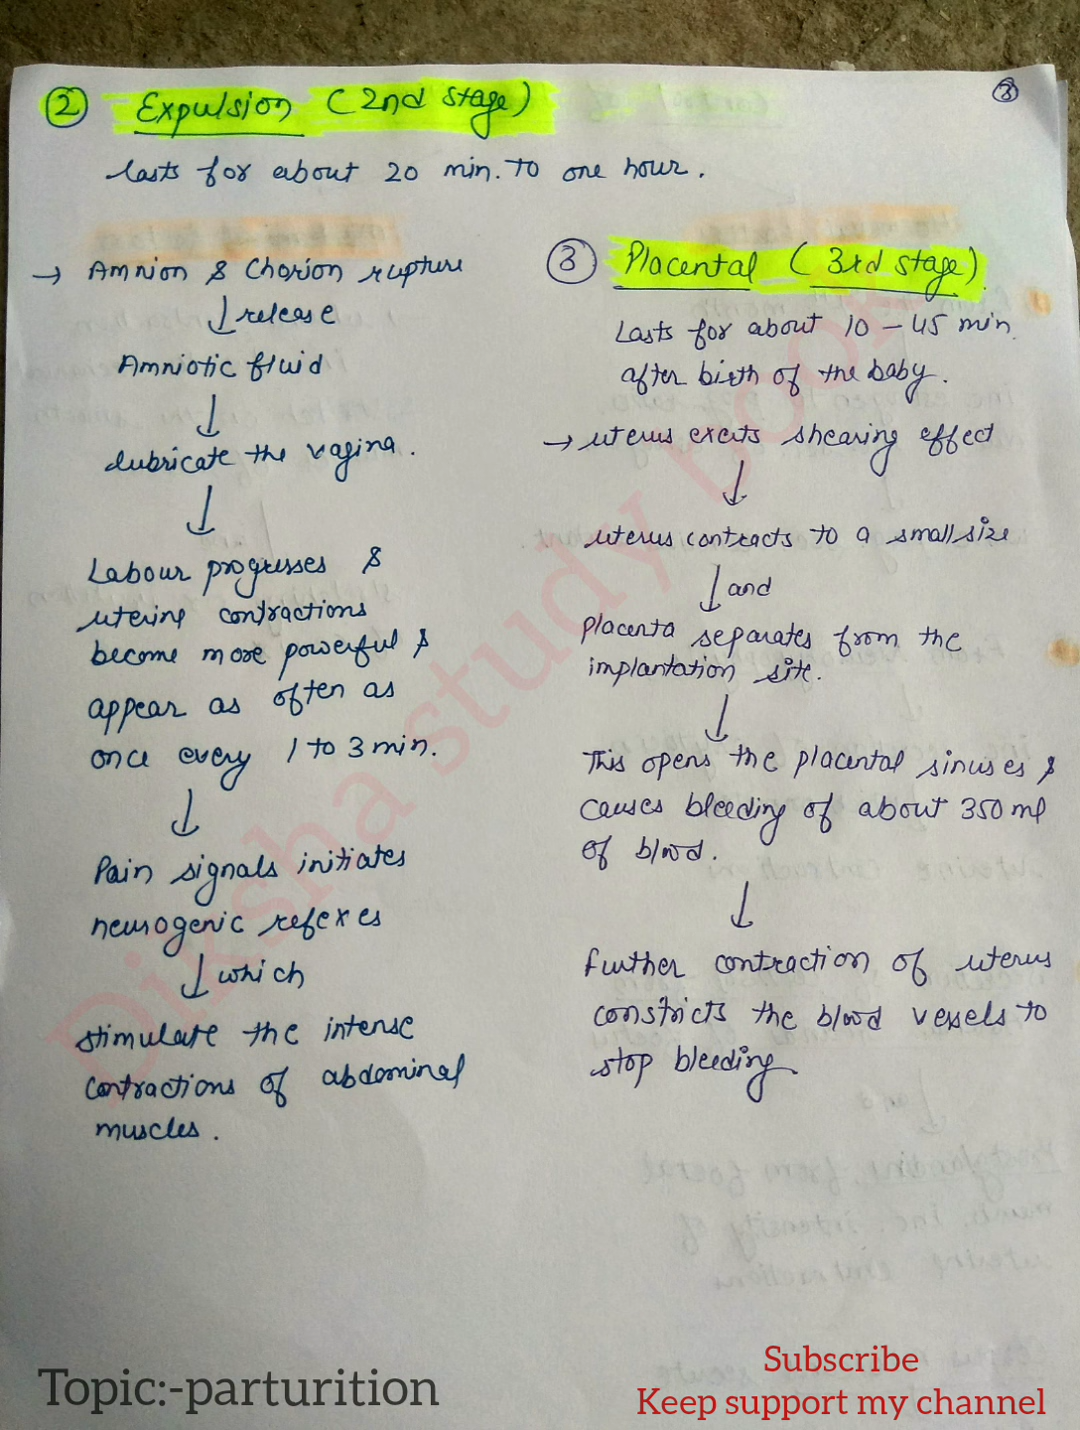 ② Expulsion (2nd stage)
③
lasts for about 20 min. To one hour.
→ Amnion & Chorion rupture
↓ release
Amniotic fluid
↓
lubricate the vagina.
↓
Labour progresses &
uterine contractions
become more powerful &
appear as often as
once every 1 to 3 min.
↓
Pain signals initiates
neurogenic refexes
↓ which
stimulate the intense
contractions of abdominal
muscles.
③ Placental (3rd stage)
Lasts for about 10 – 45 min.
after birth of the baby.
→ uterus exerts shearing effect
↓
uterus contracts to a small size
↓ and
placenta separates from the
implantation site.
↓
This opens the placental sinuses &
causes bleeding of about 350 ml
of blood.
↓
Further contraction of uterus
constricts the blood vessels to
stop bleeding
Diksha study book
Topic:-parturition
Subscribe
Keep support my channel